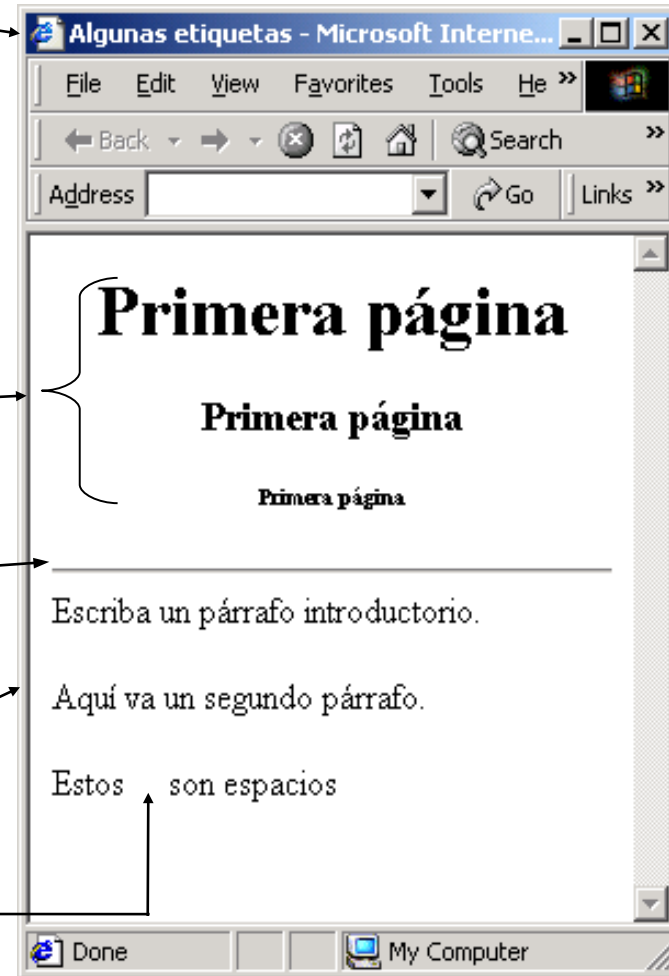 Algunas etiquetas - Microsoft Interne...
File Edit View Favorites Tools He »
Back Search »
Address Go Links »
Primera página
Primera página
Primera página
Escriba un párrafo introductorio.
Aquí va un segundo párrafo.
Estos son espacios
Done My Computer